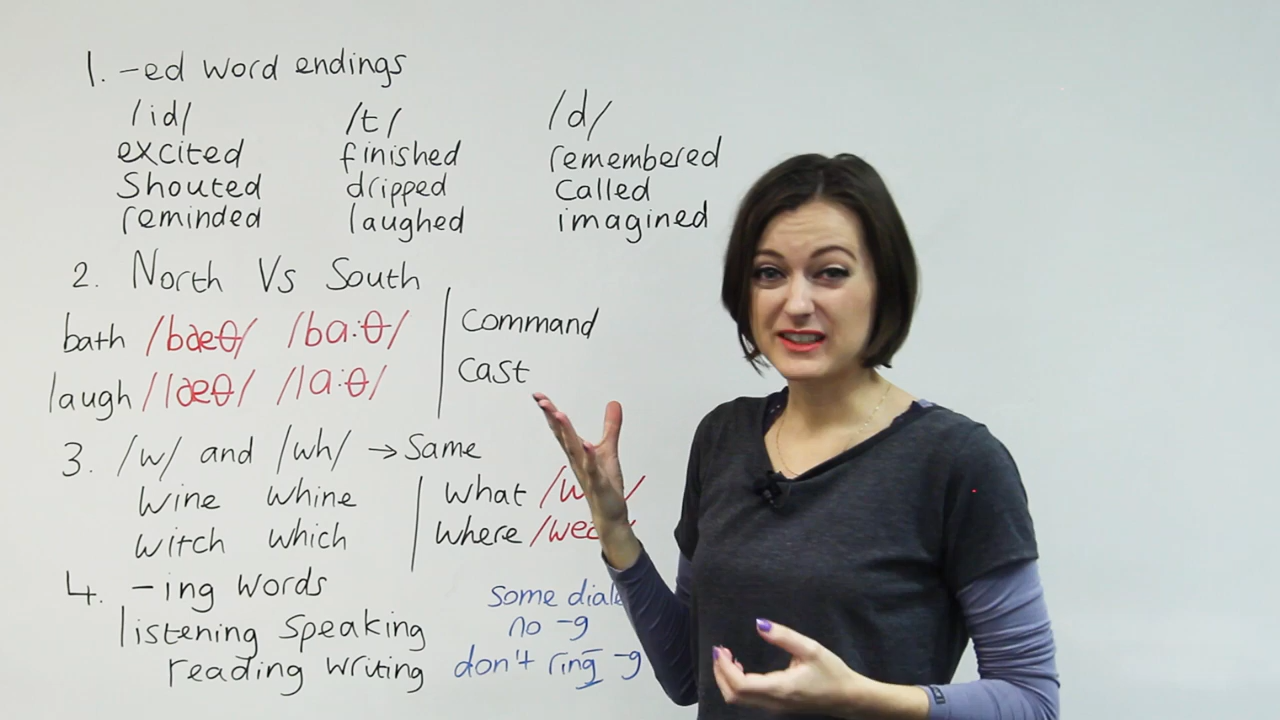 1. -ed word endings
/id/ /t/ /d/
excited finished remembered
Shouted dripped Called
reminded laughed imagined
2. North Vs South
bath /bæθ/ /ba:θ/ Command
laugh /læθ/ /la:θ/ Cast
3. /w/ and /wh/ → Same
Wine Whine What
Witch Which Where
4. -ing words
Some
listening Speaking no -g
reading writing don't ring -g